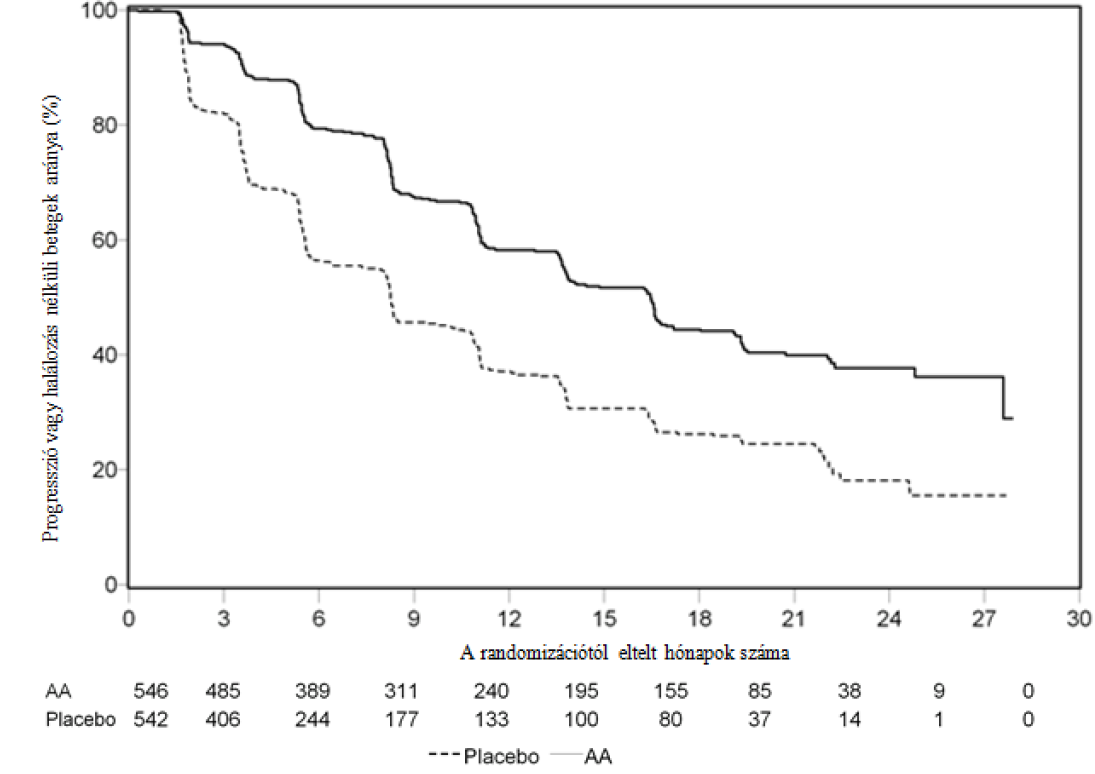 Progresszió vagy halálozás nélküli betegek aránya (%)
100
80
60
40
20
0
0 3 6 9 12 15 18 21 24 27 30
A randomizációtól eltelt hónapok száma
AA 546 485 389 311 240 195 155 85 38 9 0
Placebo 542 406 244 177 133 100 80 37 14 1 0
Placebo AA